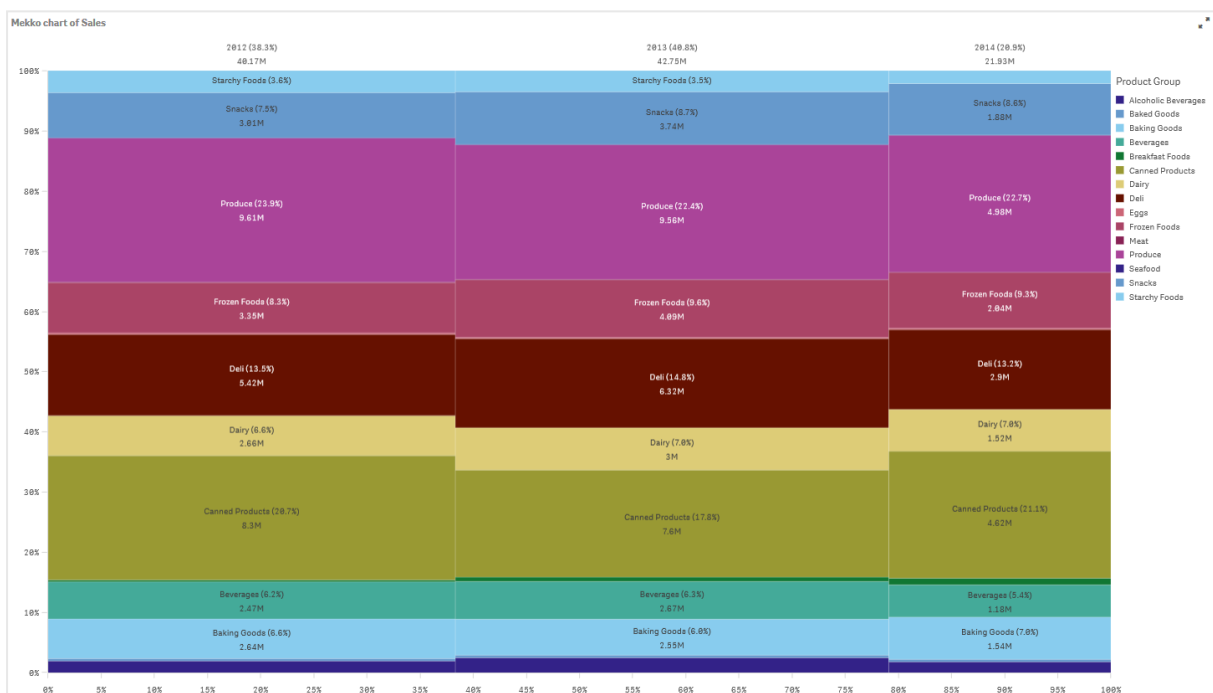 Mekko chart of Sales
2012 (38.3%)
40.17M
2013 (40.8%)
42.75M
2014 (20.9%)
21.93M
100%
90%
80%
70%
60%
50%
40%
30%
20%
10%
0%
Starchy Foods (3.6%)
Snacks (7.5%)
3.01M
Produce (23.9%)
9.61M
Frozen Foods (8.3%)
3.35M
Deli (13.5%)
5.42M
Dairy (6.6%)
2.66M
Canned Products (20.7%)
8.3M
Beverages (6.2%)
2.47M
Baking Goods (6.6%)
2.64M
Starchy Foods (3.5%)
Snacks (8.7%)
3.74M
Produce (22.4%)
9.56M
Frozen Foods (9.6%)
4.09M
Deli (14.8%)
6.32M
Dairy (7.0%)
3M
Canned Products (17.8%)
7.6M
Beverages (6.3%)
2.67M
Baking Goods (6.0%)
2.55M
Snacks (8.6%)
1.88M
Produce (22.7%)
4.98M
Frozen Foods (9.3%)
2.04M
Deli (13.2%)
2.9M
Dairy (7.0%)
1.52M
Canned Products (21.1%)
4.62M
Beverages (5.4%)
1.18M
Baking Goods (7.0%)
1.54M
0% 5% 10% 15% 20% 25% 30% 35% 40% 45% 50% 55% 60% 65% 70% 75% 80% 85% 90% 95% 100%
Product Group
Alcoholic Beverages
Baked Goods
Baking Goods
Beverages
Breakfast Foods
Canned Products
Dairy
Deli
Eggs
Frozen Foods
Meat
Produce
Seafood
Snacks
Starchy Foods